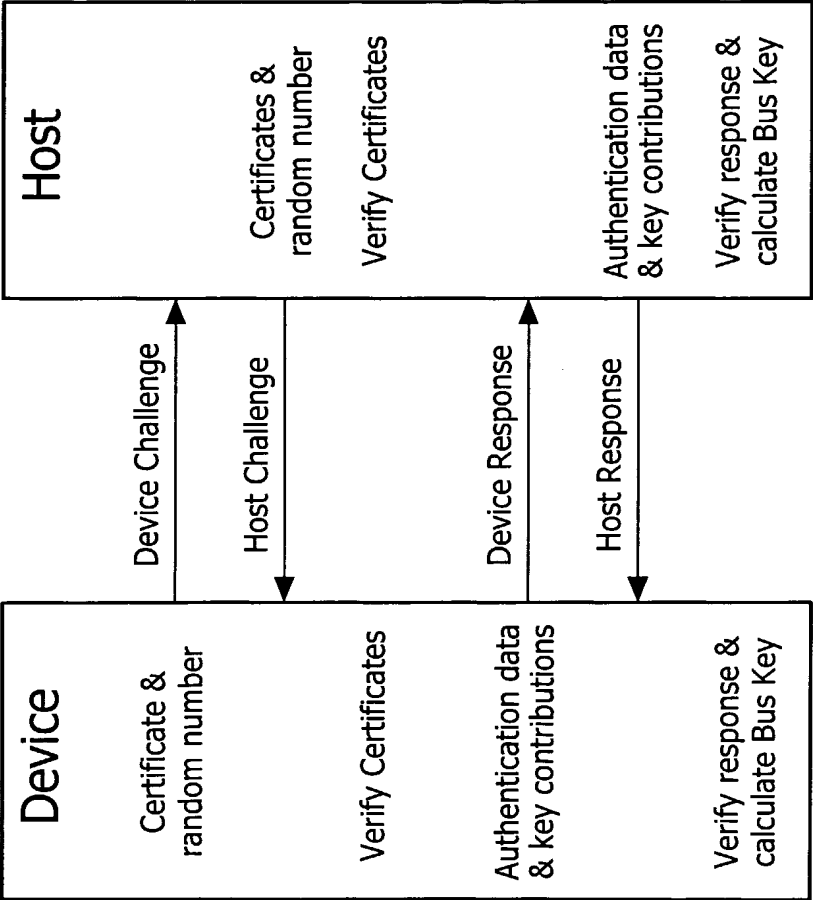 Device
Host
Certificate &
random number
Device Challenge
Certificates &
random number
Host Challenge
Verify Certificates
Verify Certificates
Authentication data
& key contributions
Device Response
Authentication data
& key contributions
Host Response
Verify response &
calculate Bus Key
Verify response &
calculate Bus Key